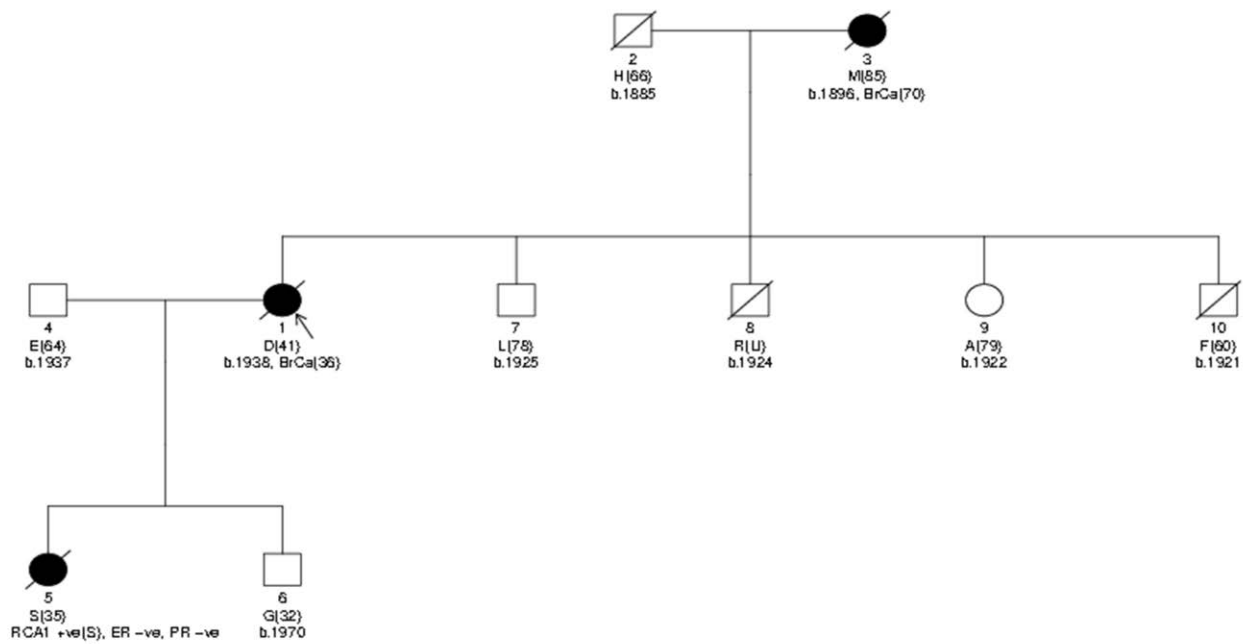 2
H{66}
b.1885
3
M{85}
b.1896, BrCa{70}
4
E{64}
b.1937
1
D{41}
b.1938, BrCa{36}
7
L{78}
b.1925
8
R{U}
b.1924
9
A{79}
b.1922
10
F{60}
b.1921
5
S{35}
RCA1 +ve{S}, ER -ve, PR -ve
6
G{32}
b.1970